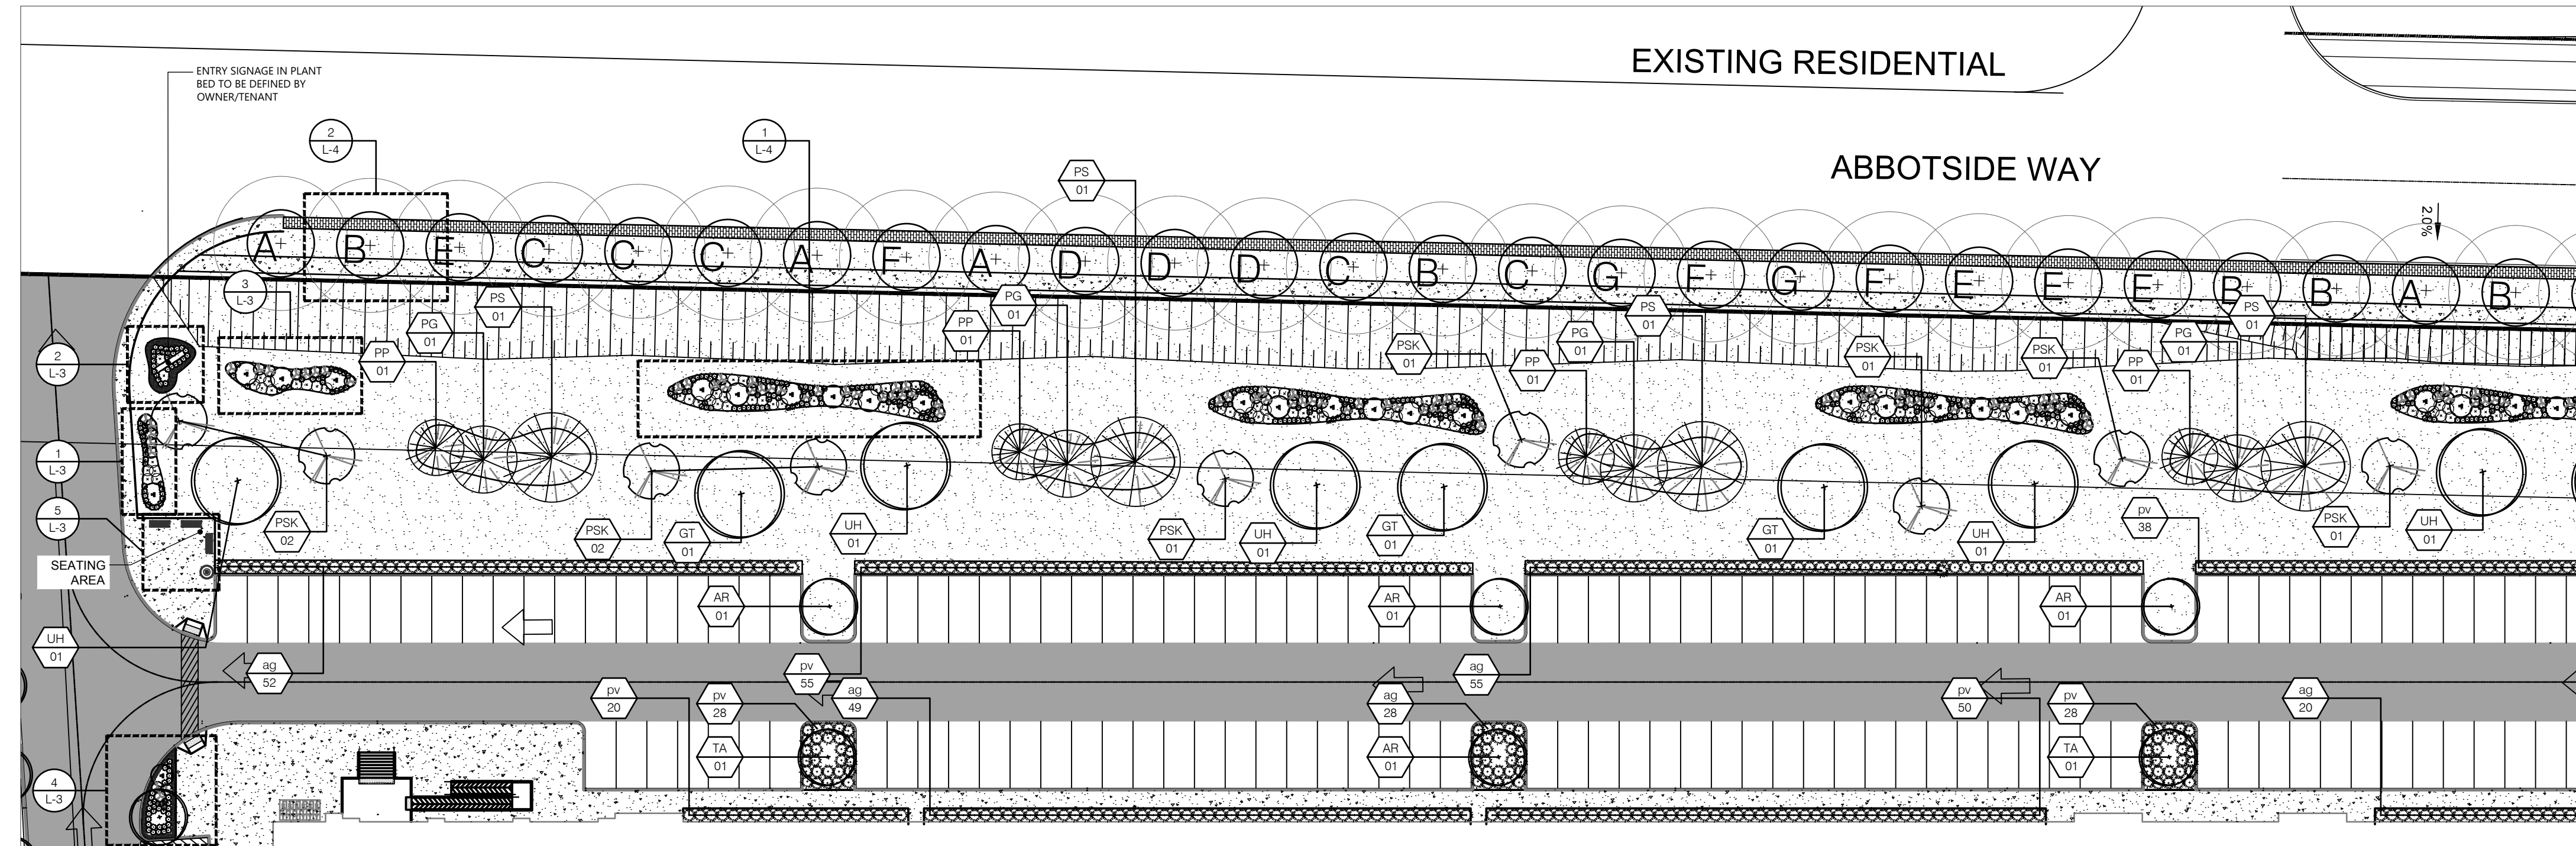 EXISTING RESIDENTIAL
ENTRY SIGNAGE IN PLANT
BED TO BE DEFINED BY
OWNER/TENANT
2
L-4
1
L-4
ABBOTSIDE WAY
PS
01
2.0%
A B E C C C A F A D D D C B C G F G F E E E B B A B
3
L-3
PS
01
PG
01
PP
01
PG
01
PP
01
PS
01
PG
01
PSK
01
PP
01
PS
01
PG
01
PSK
01
PSK
01
PP
01
2
L-3
1
L-3
5
L-3
SEATING
AREA
PSK
02
PSK
02
GT
01
UH
01
PSK
01
UH
01
GT
01
GT
01
UH
01
pv
38
PSK
01
UH
01
AR
01
AR
01
AR
01
UH
01
ag
52
pv
55
ag
55
pv
20
pv
28
ag
49
ag
28
pv
50
pv
28
ag
20
TA
01
AR
01
TA
01
4
L-3